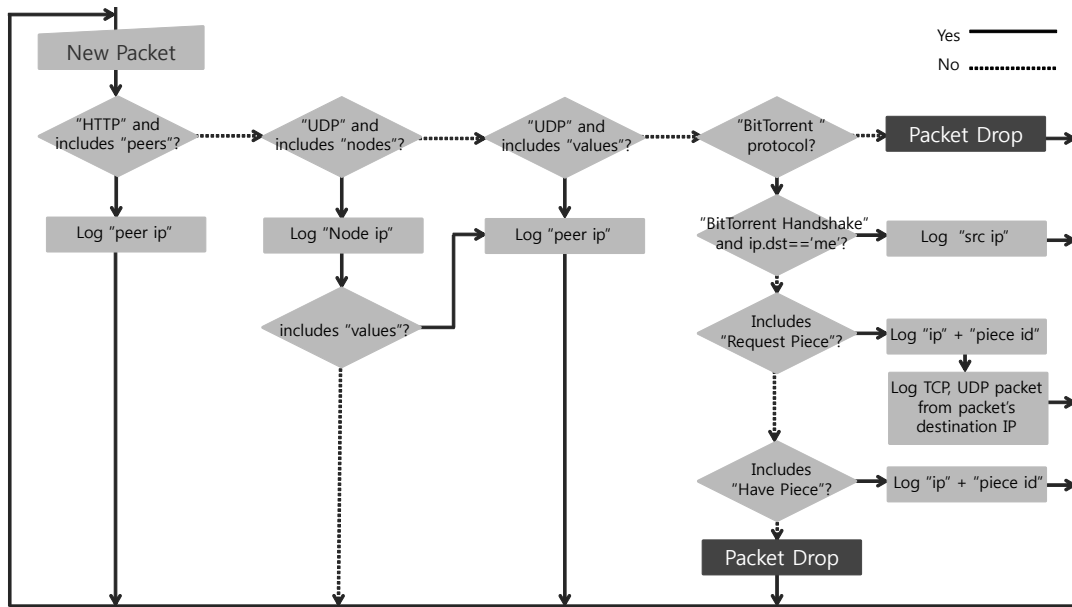 Yes
No
New Packet
"HTTP" and
includes "peers"?
"UDP" and
includes "nodes"?
"UDP" and
includes "values"?
"BitTorrent "
protocol?
Packet Drop
Log "peer ip"
Log "Node ip"
Log "peer ip"
"BitTorrent Handshake"
and ip.dst=='me'?
Log "src ip"
includes "values"?
Includes
"Request Piece"?
Log "ip" + "piece id"
Log TCP, UDP packet
from packet's
destination IP
Includes
"Have Piece"?
Log "ip" + "piece id"
Packet Drop